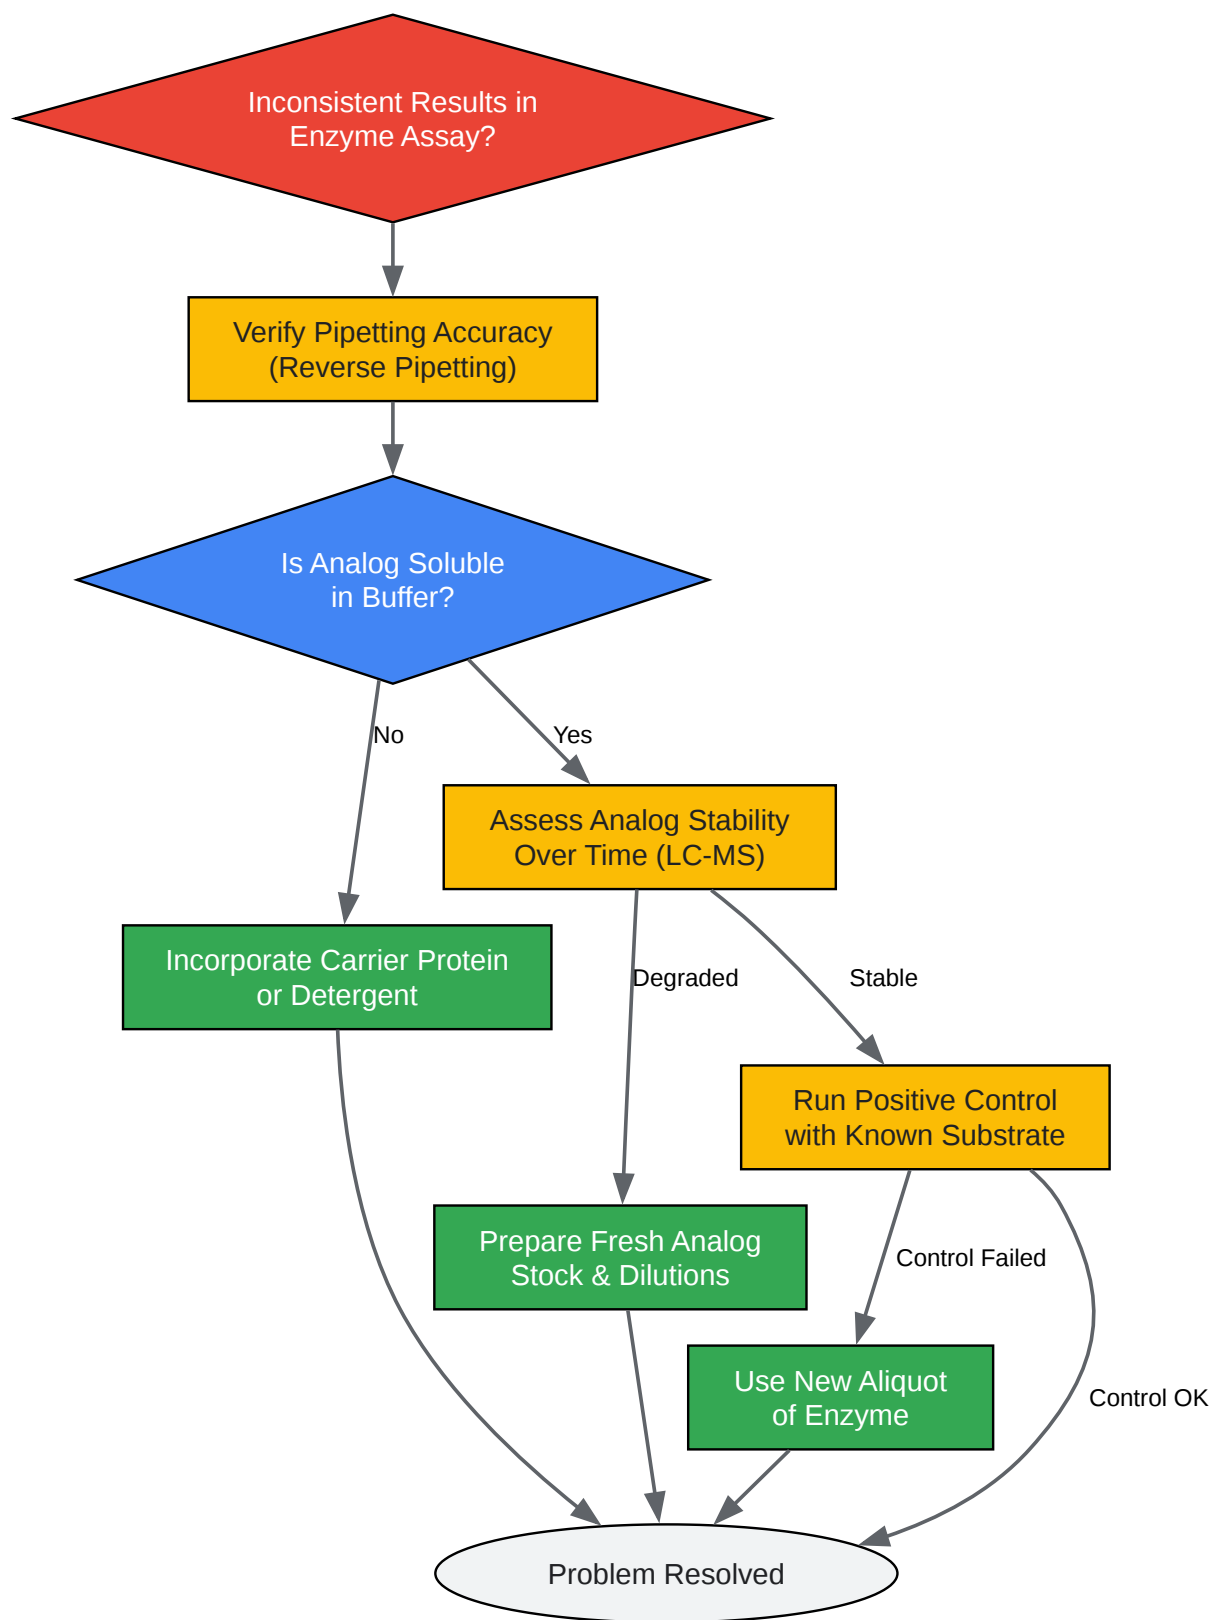 Inconsistent Results in
Enzyme Assay?
Verify Pipetting Accuracy
(Reverse Pipetting)
Is Analog Soluble
in Buffer?
No
Yes
Assess Analog Stability
Over Time (LC-MS)
Incorporate Carrier Protein
or Detergent
Degraded
Stable
Run Positive Control
with Known Substrate
Prepare Fresh Analog
Stock & Dilutions
Control Failed
Use New Aliquot
of Enzyme
Control OK
Problem Resolved